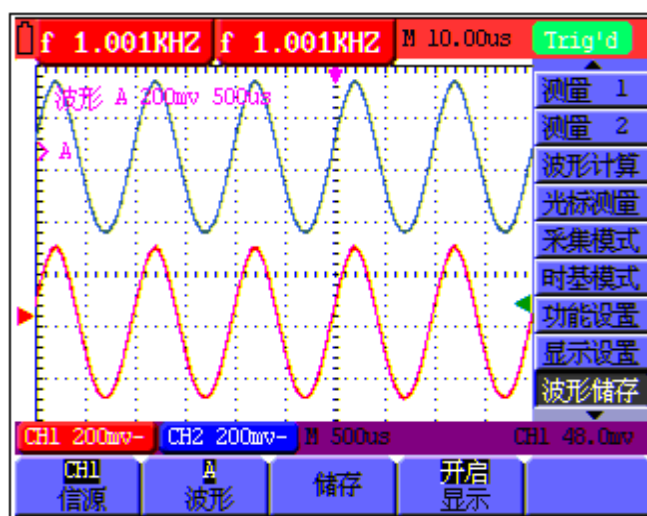 f 1.001KHZ f 1.001KHZ M 10.00us Trig'd
波形 A 200mv 500us
A
测量 1
测量 2
波形计算
光标测量
采集模式
时基模式
功能设置
显示设置
波形储存
CH1 200mv~ CH2 200mv~ M 500us CH1 48.0mv
CH1 A 开启
信源 波形 储存 显示